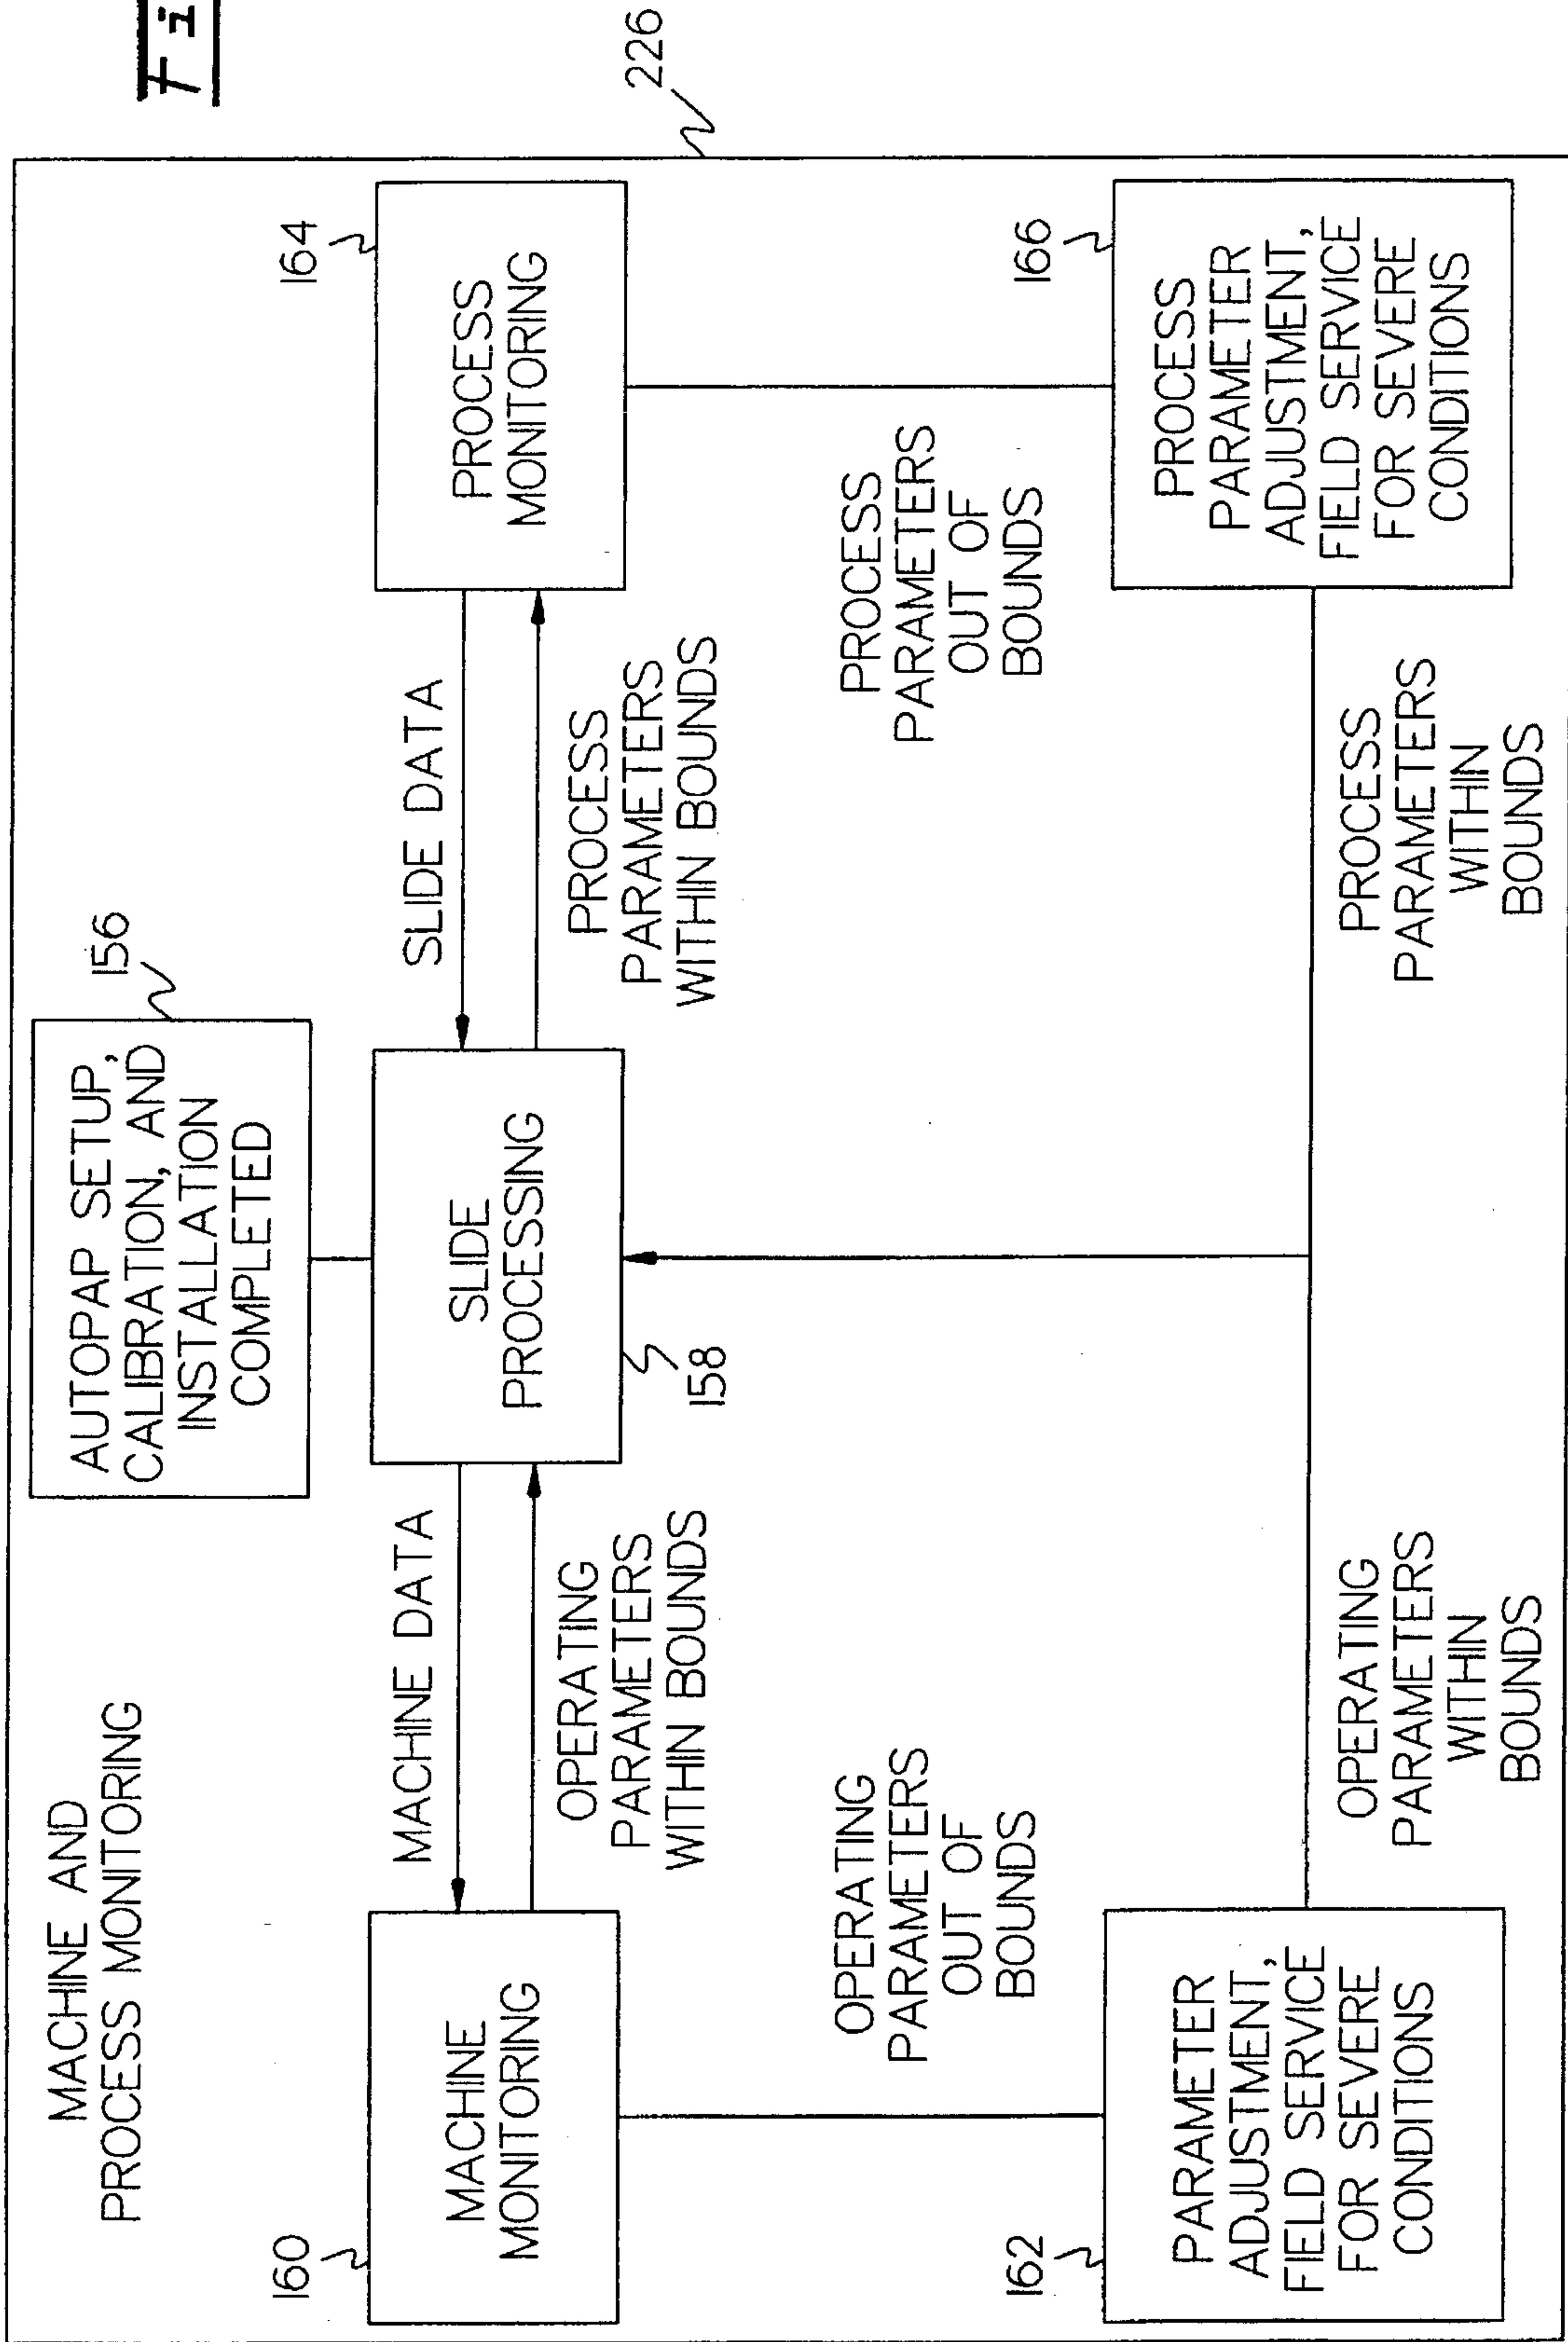 MACHINE AND
PROCESS MONITORING
AUTOPAP SETUP,
CALIBRATION, AND
INSTALLATION
COMPLETED
156
160
MACHINE
MONITORING
MACHINE DATA
OPERATING
PARAMETERS
WITHIN BOUNDS
SLIDE
PROCESSING
158
SLIDE DATA
PROCESS
PARAMETERS
WITHIN BOUNDS
164
PROCESS
MONITORING
226
OPERATING
PARAMETERS
OUT OF
BOUNDS
PROCESS
PARAMETERS
OUT OF
BOUNDS
162
PARAMETER
ADJUSTMENT,
FIELD SERVICE
FOR SEVERE
CONDITIONS
OPERATING
PARAMETERS
WITHIN
BOUNDS
PROCESS
PARAMETERS
WITHIN
BOUNDS
166
PROCESS
PARAMETER
ADJUSTMENT,
FIELD SERVICE
FOR SEVERE
CONDITIONS